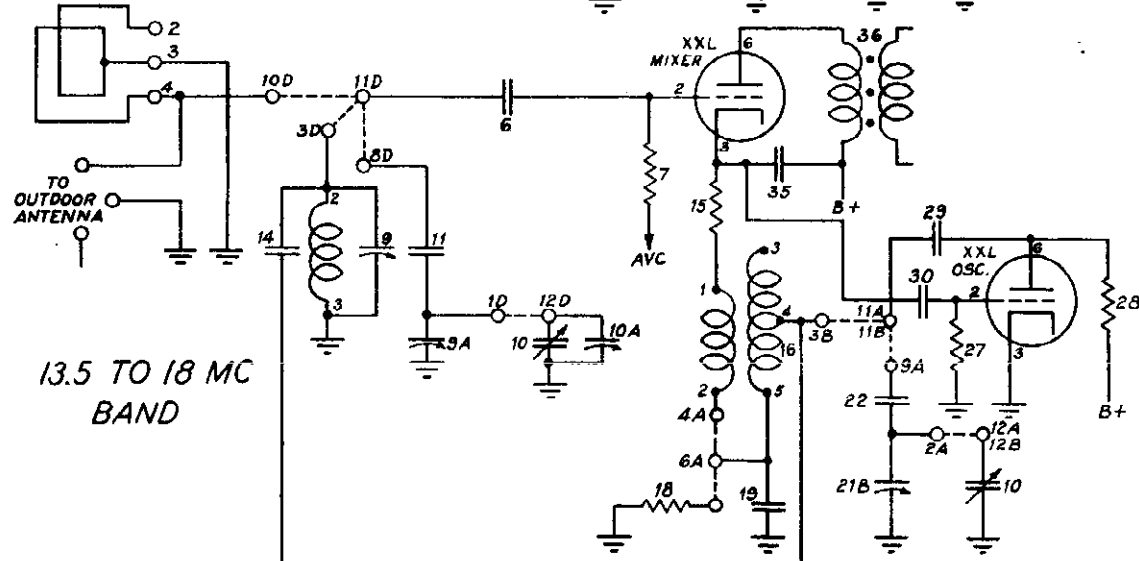 2
3
4
TO
OUTDOOR
ANTENNA
10D
11D
3D
8D
6
2
14
9
3
11
9A
1D
12D
10
10A
13.5 TO 18 MC
BAND
XXL
MIXER
6
2
3
36
7
AVC
15
35
B+
1
2
3
4
16
5
3B
11A
11B
4A
6A
18
19
29
30
XXL
OSC.
6
2
3
28
27
B+
9A
22
2A
12A
12B
21B
10